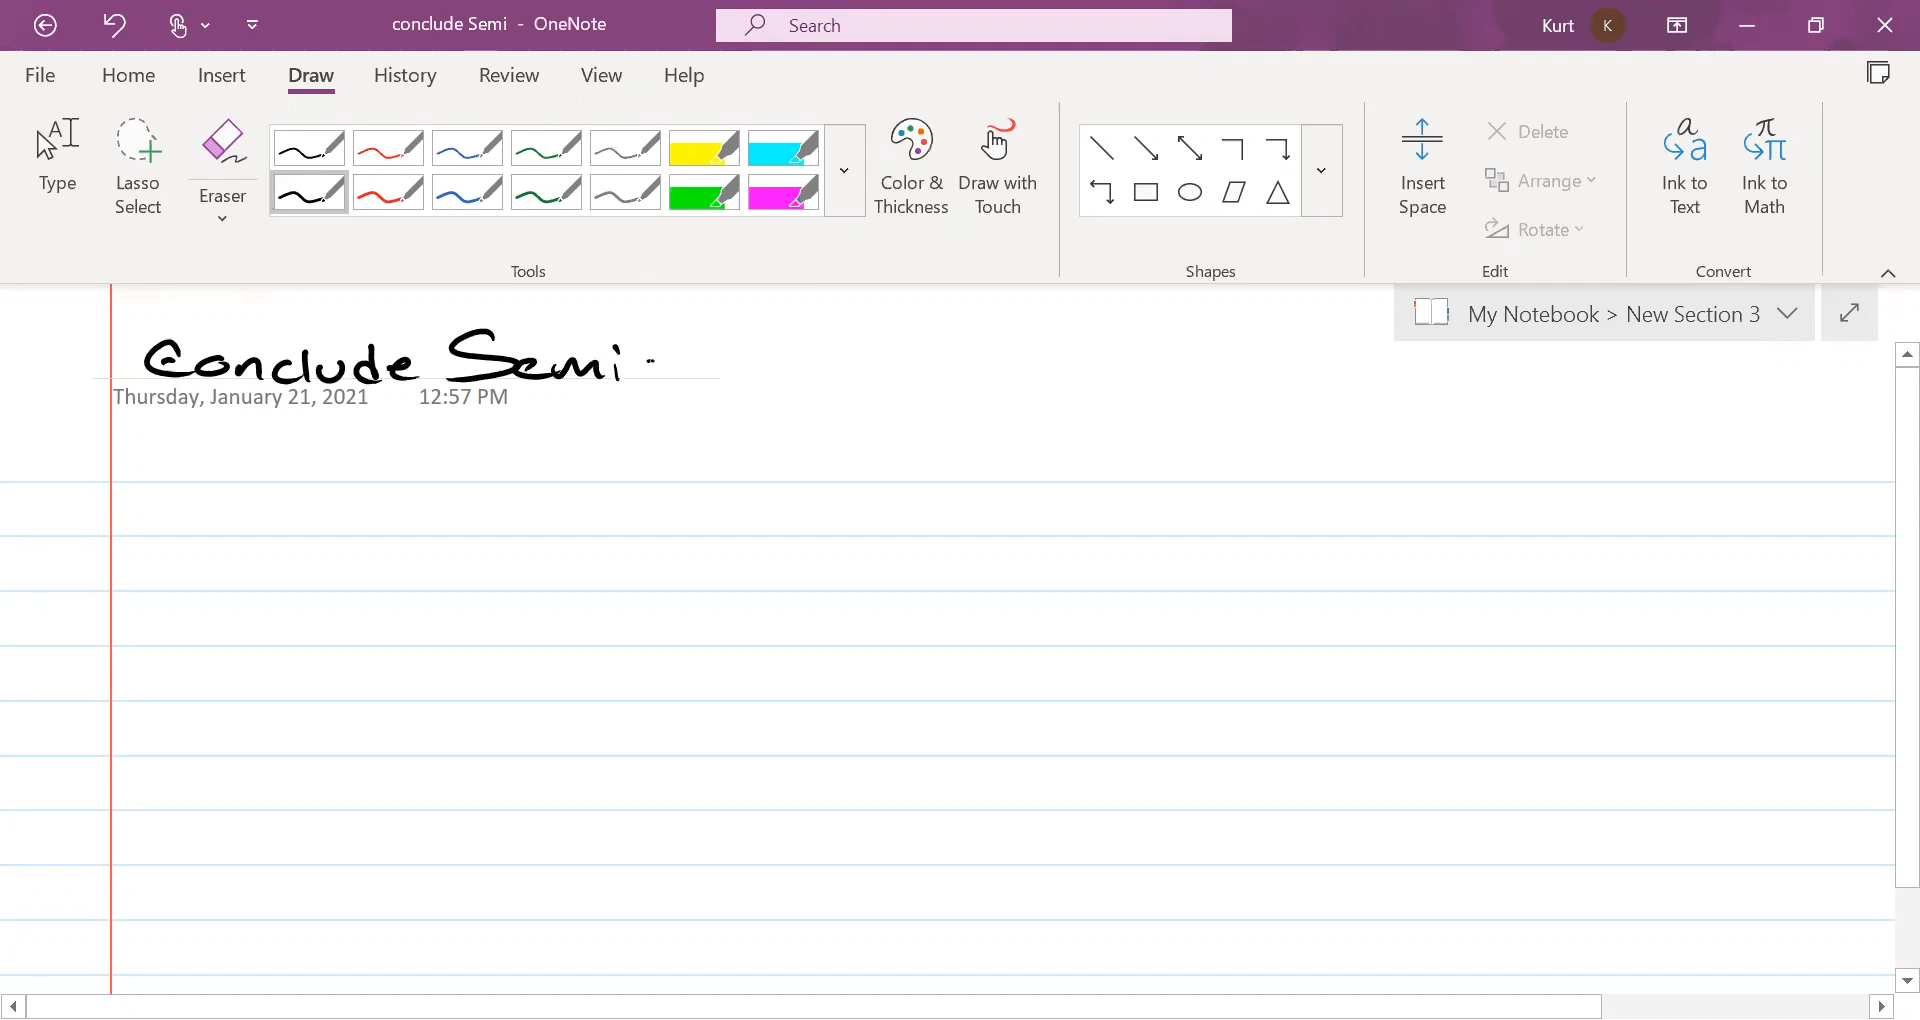 conclude Semi - OneNote
Search
Kurt K
File Home Insert Draw History Review View Help
Type
Lasso Select
Eraser
Color & Thickness
Draw with Touch
Insert Space
Delete
Arrange
Rotate
Ink to Text
Ink to Math
Tools
Shapes
Edit
Convert
My Notebook > New Section 3
Conclude Semi -
Thursday, January 21, 2021 12:57 PM